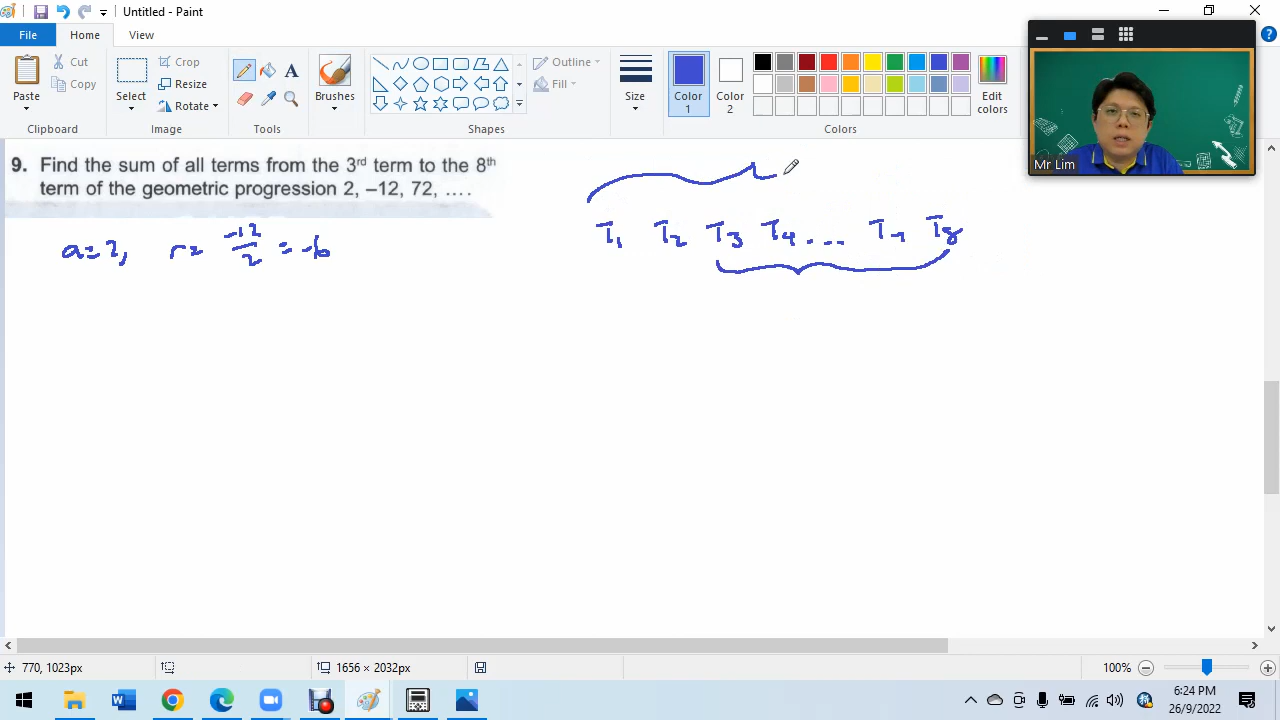 Untitled - Paint
File Home View
Paste
Cut
Copy
Clipboard
Select
Crop
Resize
Rotate
Image
A
Tools
Brushes
Outline
Fill
Shapes
Size
Color 1
Color 2
Edit colors
Colors
Mr Lim
9. Find the sum of all terms from the 3rd term to the 8th
term of the geometric progression 2, –12, 72, ....
a=2, r= -12/2 = -6
T1 T2 T3 T4 ... T7 T8
770, 1023px
1656 × 2032px
100%
6:24 PM
26/9/2022